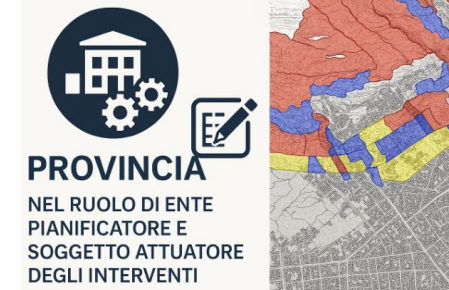 PROVINCIA
NEL RUOLO DI ENTE
PIANIFICATORE E
SOGGETTO ATTUATORE
DEGLI INTERVENTI